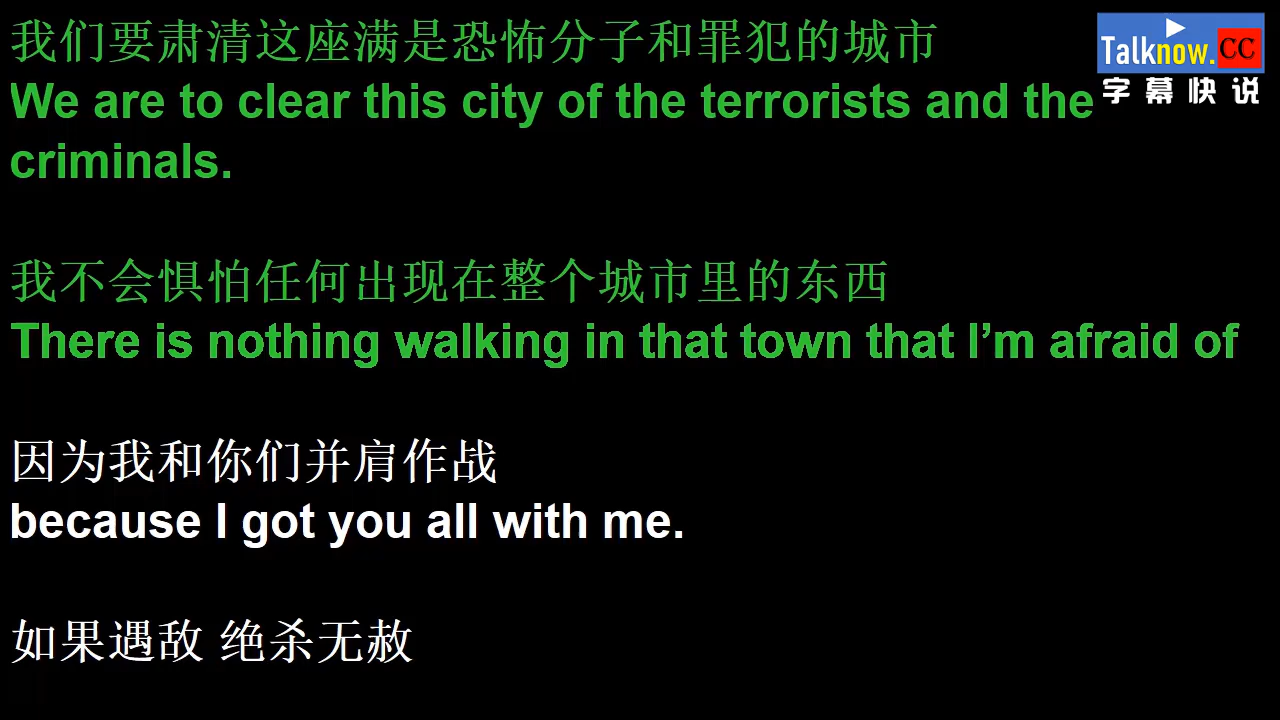 我们要肃清这座满是恐怖分子和罪犯的城市
We are to clear this city of the terrorists and the
criminals.
我不会惧怕任何出现在整个城市里的东西
There is nothing walking in that town that I’m afraid of
因为我和你们并肩作战
because I got you all with me.
如果遇敌 绝杀无赦
Talknow.CC
字幕快说